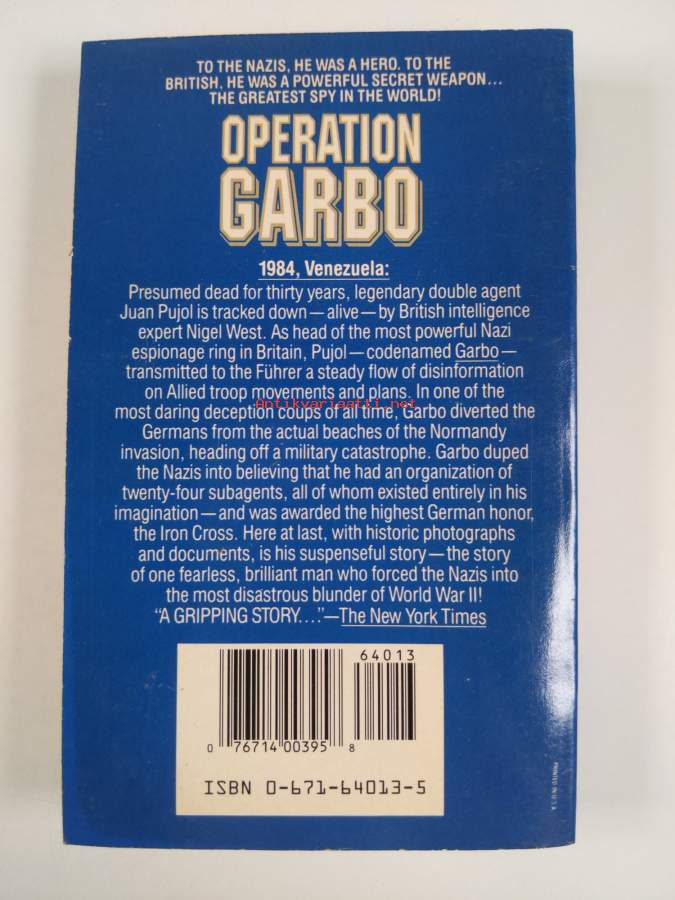 TO THE NAZIS, HE WAS A HERO. TO THE
BRITISH, HE WAS A POWERFUL SECRET WEAPON...
THE GREATEST SPY IN THE WORLD!
OPERATION
GARBO
1984, Venezuela:
Presumed dead for thirty years, legendary double agent
Juan Pujol is tracked down—alive—by British intelligence
expert Nigel West. As head of the most powerful Nazi
espionage ring in Britain, Pujol—codenamed Garbo—
transmitted to the Führer a steady flow of disinformation
on Allied troop movements and plans. In one of the
Antikvariaatti.net
most daring deception coups of all time, Garbo diverted the
Germans from the actual beaches of the Normandy
invasion, heading off a military catastrophe. Garbo duped
the Nazis into believing that he had an organization of
twenty-four subagents, all of whom existed entirely in his
imagination—and was awarded the highest German honor,
the Iron Cross. Here at last, with historic photographs
and documents, is his suspenseful story—the story
of one fearless, brilliant man who forced the Nazis into
the most disastrous blunder of World War II!
“A GRIPPING STORY....”—The New York Times
64013
0 76714 00395 8
ISBN 0-671-64013-5
PRINTED IN U.S.A.